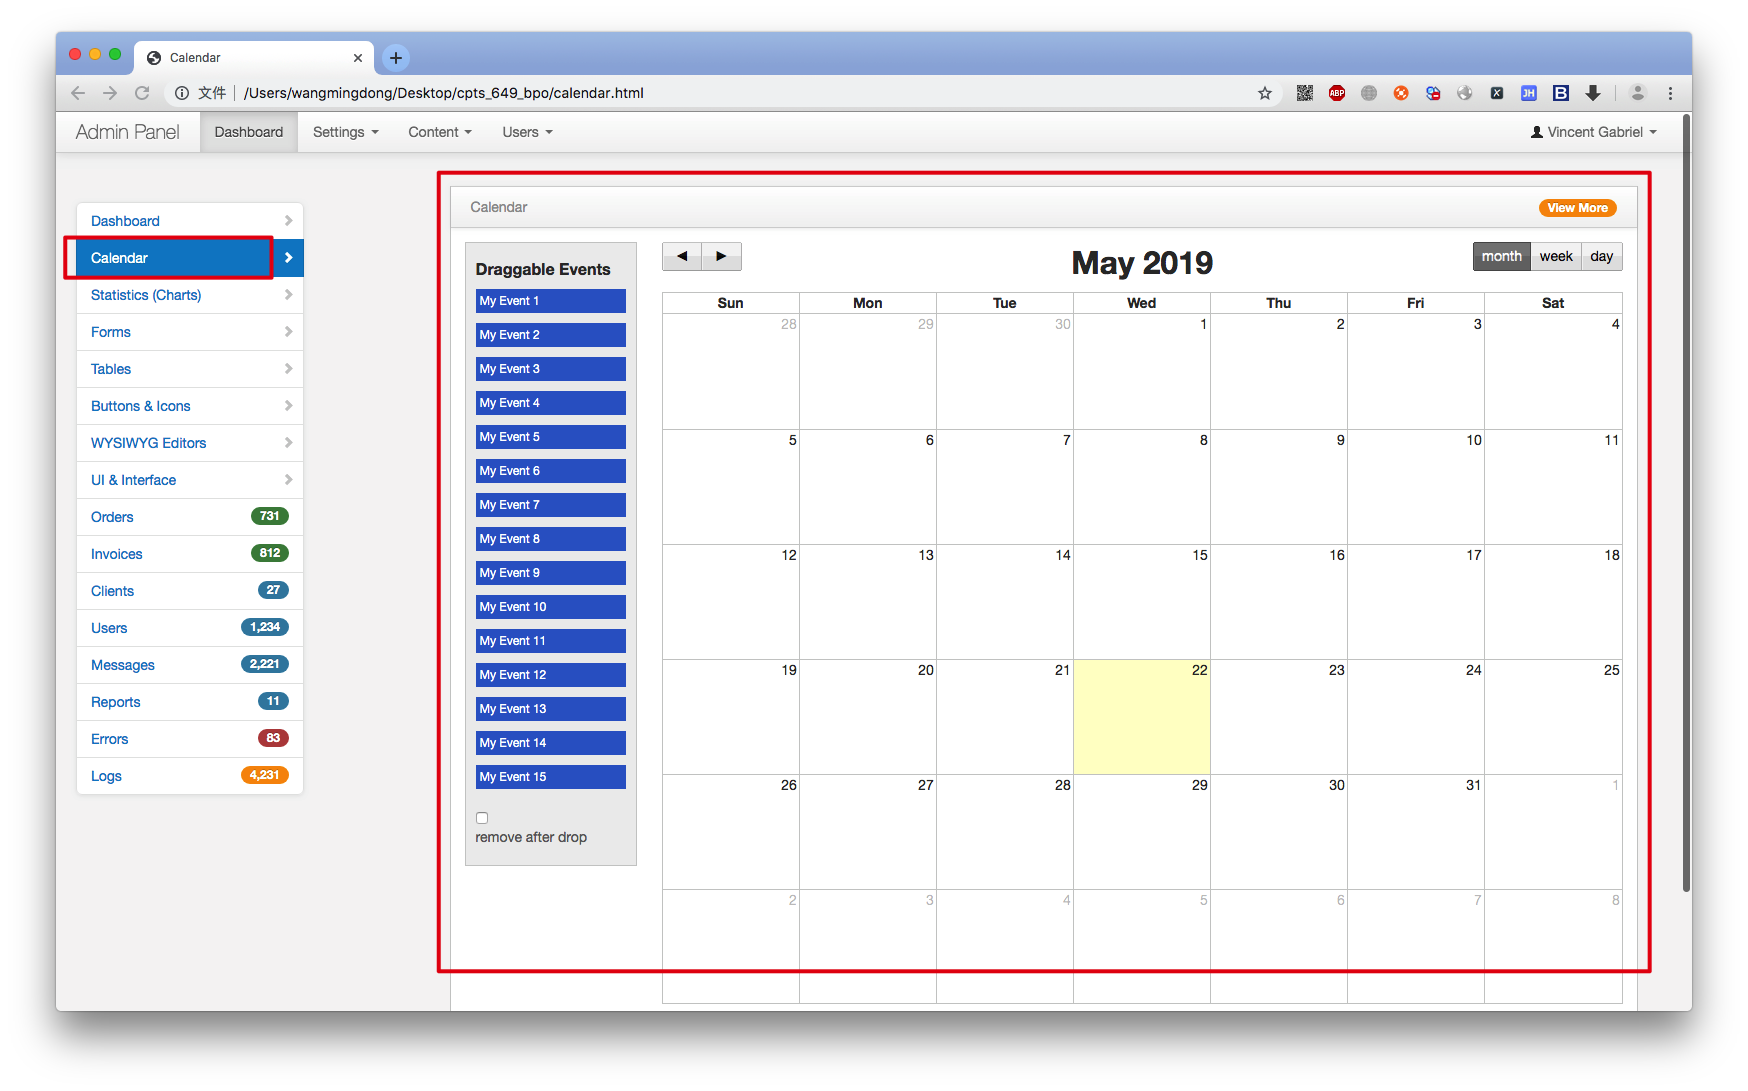 Calendar
文件 /Users/wangmingdong/Desktop/cpts_649_bpo/calendar.html
ABP
JH
B
Admin Panel Dashboard Settings Content Users Vincent Gabriel
Dashboard
Calendar
Statistics (Charts)
Forms
Tables
Buttons & Icons
WYSIWYG Editors
UI & Interface
Orders 731
Invoices 812
Clients 27
Users 1,234
Messages 2,221
Reports 11
Errors 83
Logs 4,231
Calendar View More
Draggable Events
My Event 1
My Event 2
My Event 3
My Event 4
My Event 5
My Event 6
My Event 7
My Event 8
My Event 9
My Event 10
My Event 11
My Event 12
My Event 13
My Event 14
My Event 15
remove after drop
May 2019
month week day
Sun Mon Tue Wed Thu Fri Sat
28 29 30 1 2 3 4
5 6 7 8 9 10 11
12 13 14 15 16 17 18
19 20 21 22 23 24 25
26 27 28 29 30 31 1
2 3 4 5 6 7 8